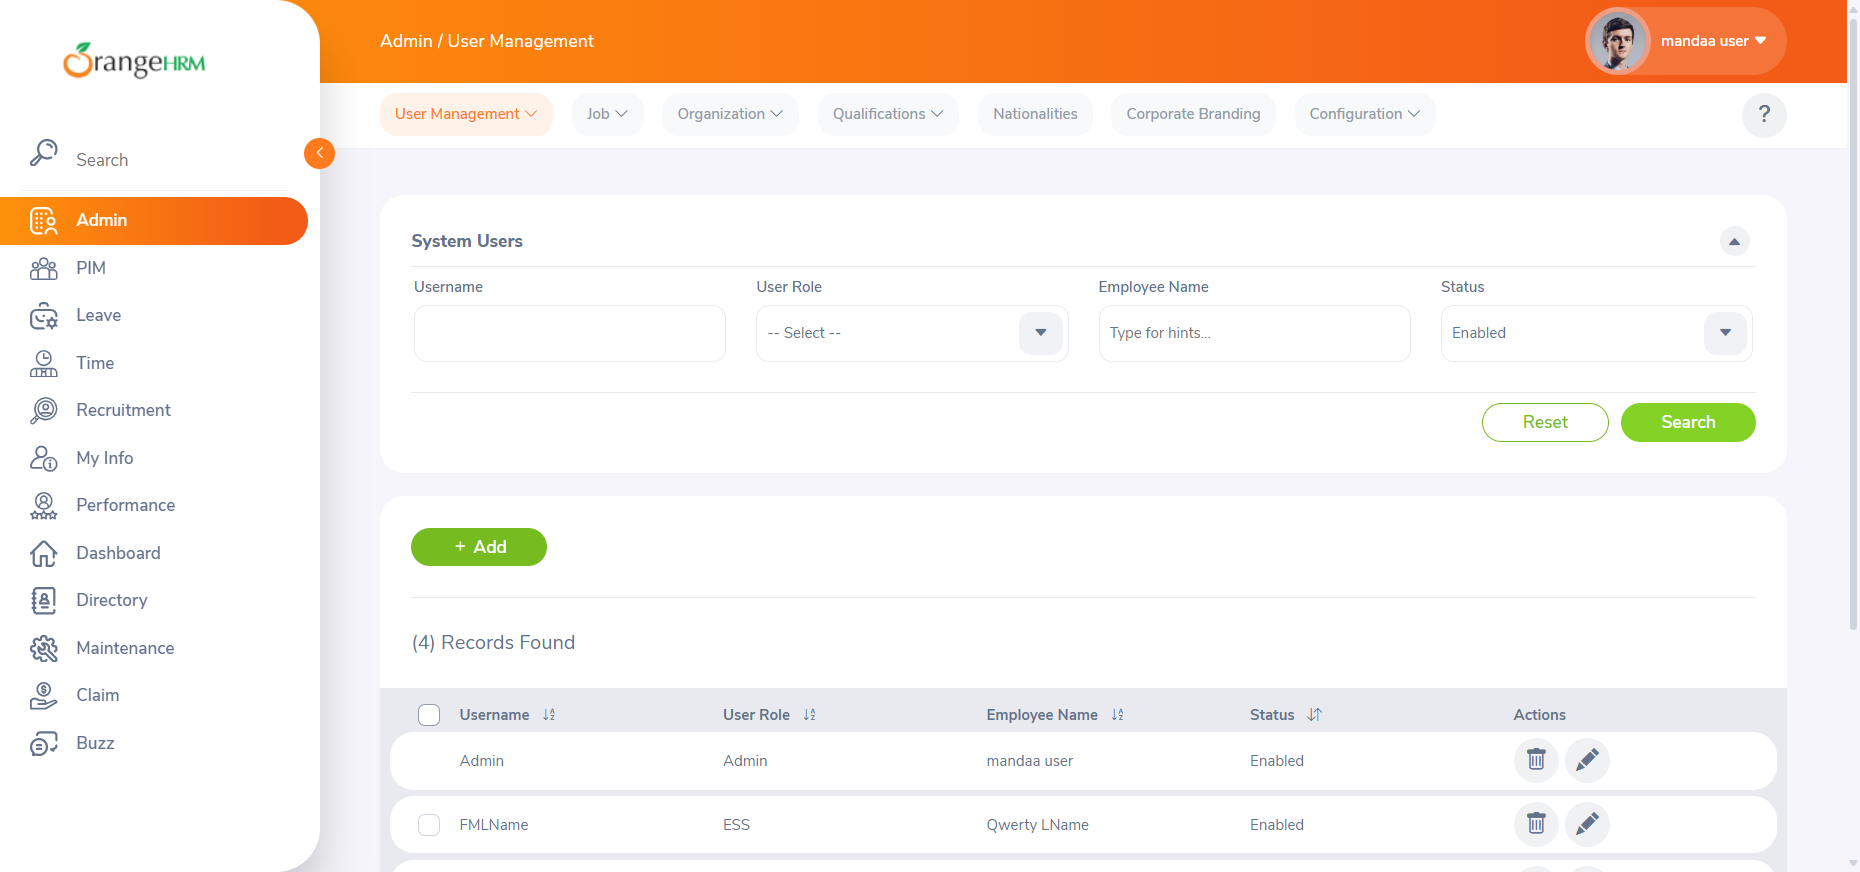 OrangeHRM
Admin / User Management
mandaa user
User Management
Job
Organization
Qualifications
Nationalities
Corporate Branding
Configuration
?
Search
Admin
PIM
Leave
Time
Recruitment
My Info
Performance
Dashboard
Directory
Maintenance
Claim
Buzz
System Users
Username
User Role
Employee Name
Status
-- Select --
Type for hints...
Enabled
Reset
Search
+ Add
(4) Records Found
Username
User Role
Employee Name
Status
Actions
Admin
Admin
mandaa user
Enabled
FMLName
ESS
Qwerty LName
Enabled